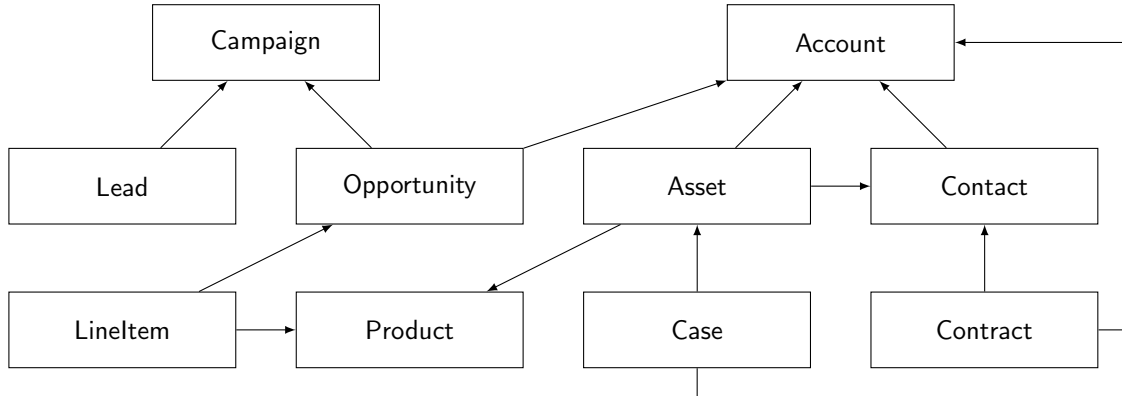 Campaign
Account
Lead
Opportunity
Asset
Contact
LineItem
Product
Case
Contract